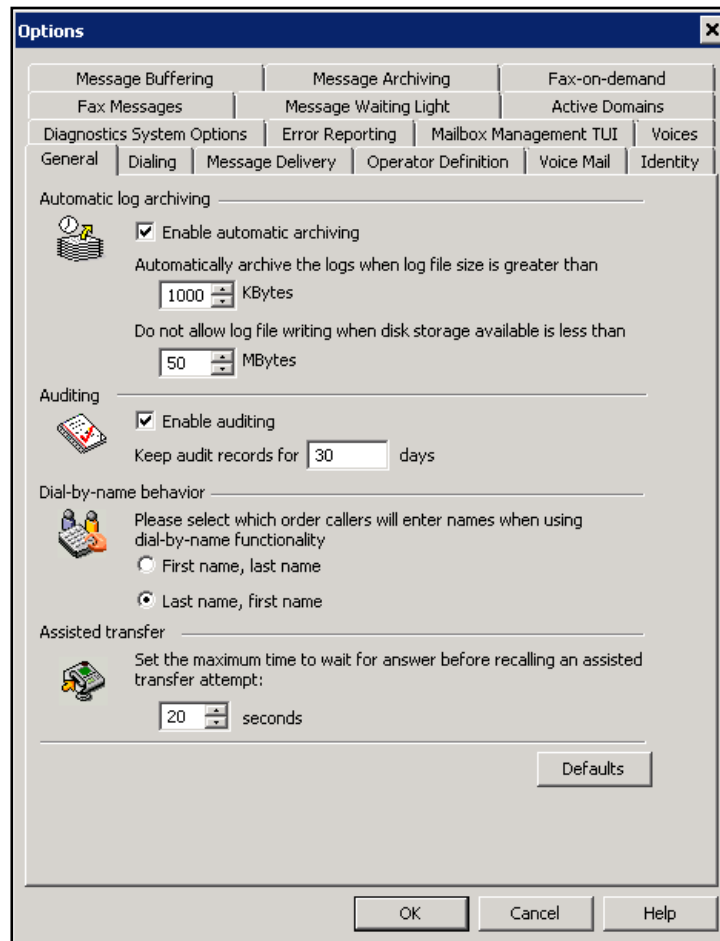 Options
Message Buffering Message Archiving Fax-on-demand
Fax Messages Message Waiting Light Active Domains
Diagnostics System Options Error Reporting Mailbox Management TUI Voices
General Dialing Message Delivery Operator Definition Voice Mail Identity
Automatic log archiving
Enable automatic archiving
Automatically archive the logs when log file size is greater than
1000 KBytes
Do not allow log file writing when disk storage available is less than
50 MBytes
Auditing
Enable auditing
Keep audit records for 30 days
Dial-by-name behavior
Please select which order callers will enter names when using
dial-by-name functionality
First name, last name
Last name, first name
Assisted transfer
Set the maximum time to wait for answer before recalling an assisted
transfer attempt:
20 seconds
Defaults
OK Cancel Help